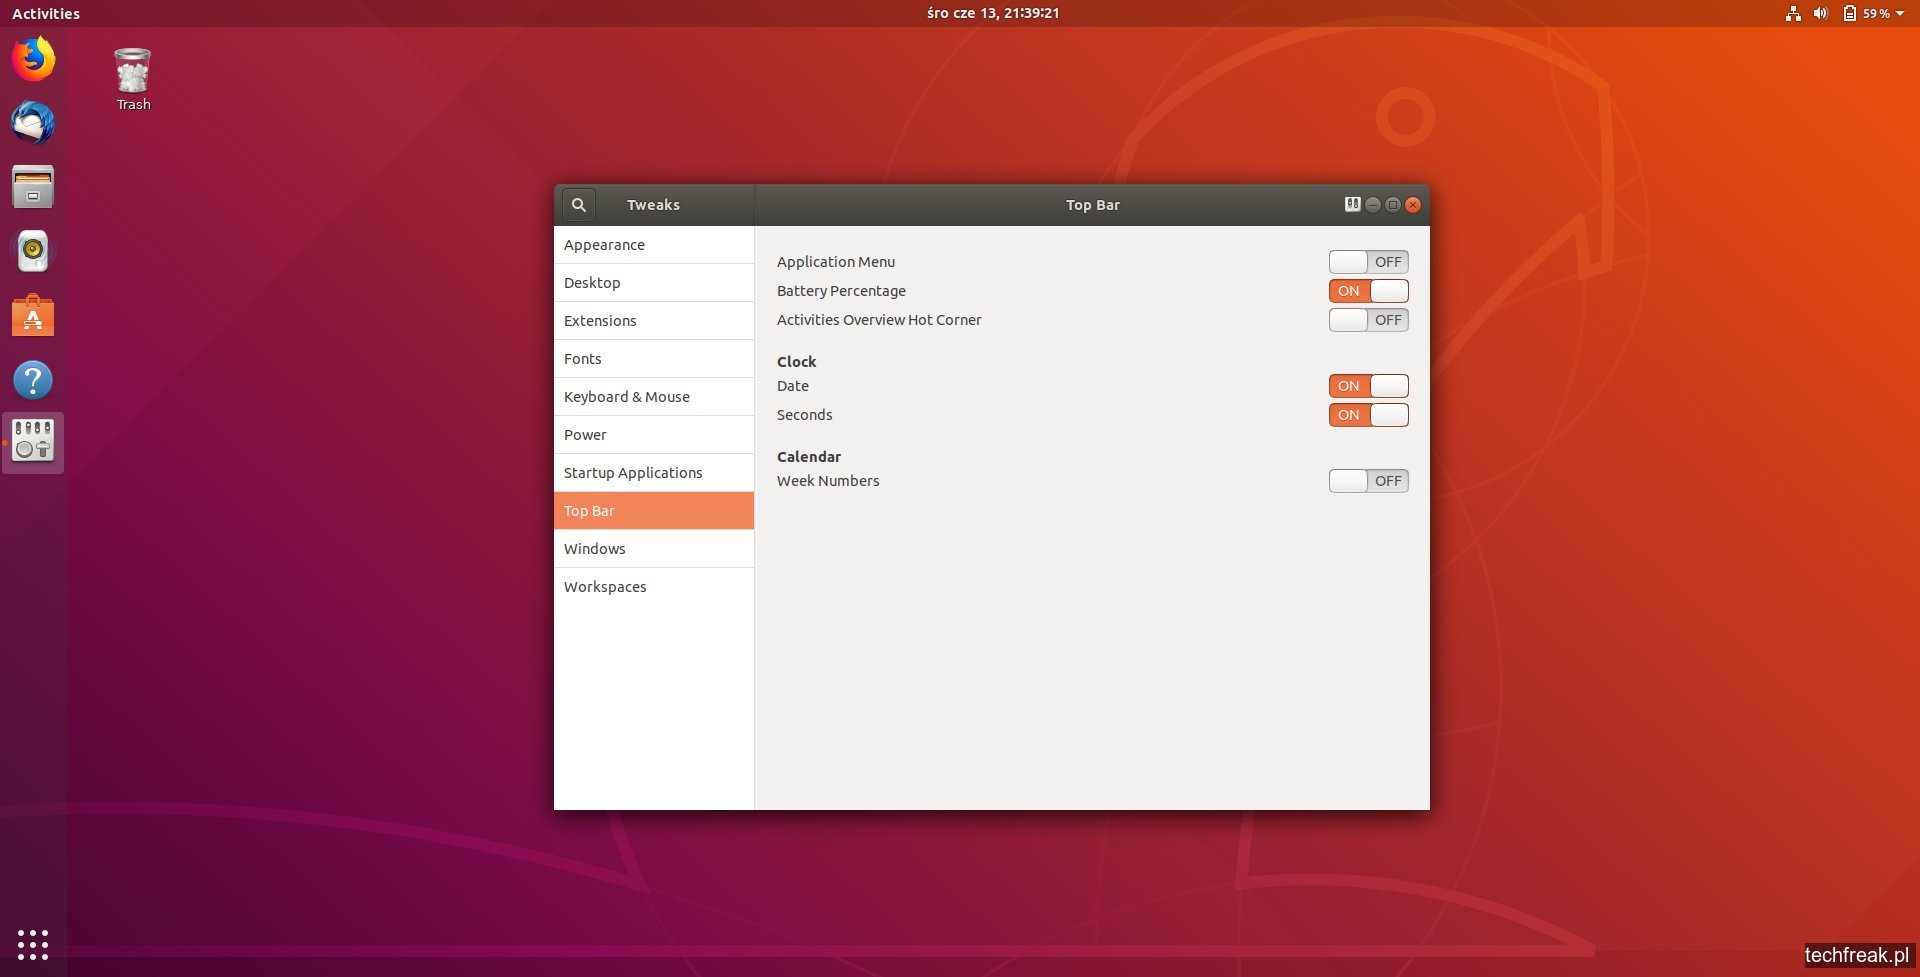 Activities
śro cze 13, 21:39:21
59 %
Trash
Tweaks
Top Bar
Appearance
Desktop
Extensions
Fonts
Keyboard & Mouse
Power
Startup Applications
Top Bar
Windows
Workspaces
Application Menu OFF
Battery Percentage ON
Activities Overview Hot Corner OFF
Clock
Date ON
Seconds ON
Calendar
Week Numbers OFF
techfreak.pl